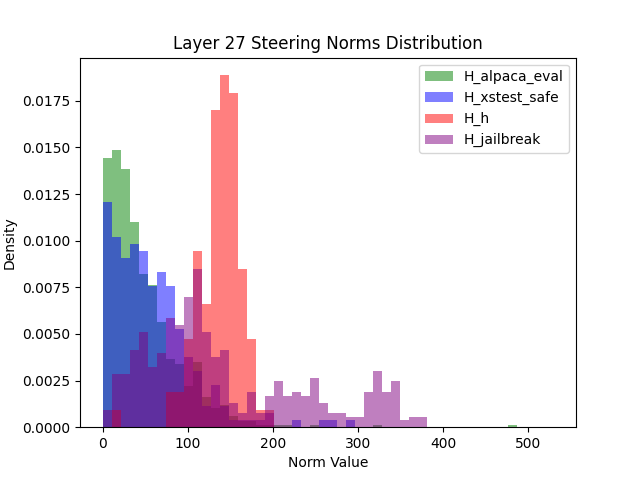 Layer 27 Steering Norms Distribution
H_alpaca_eval
H_xstest_safe
H_h
H_jailbreak
0.0175
0.0150
0.0125
0.0100
0.0075
0.0050
0.0025
0.0000
Density
0 100 200 300 400 500
Norm Value